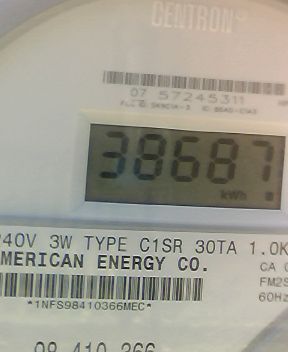 CENTRON
07 57245311
38687
kWh
240V 3W TYPE C1SR 30TA 1.0K
MERICAN ENERGY CO.
CA
FM2S
60Hz
*1NFS98410366MEC*
98 410 366